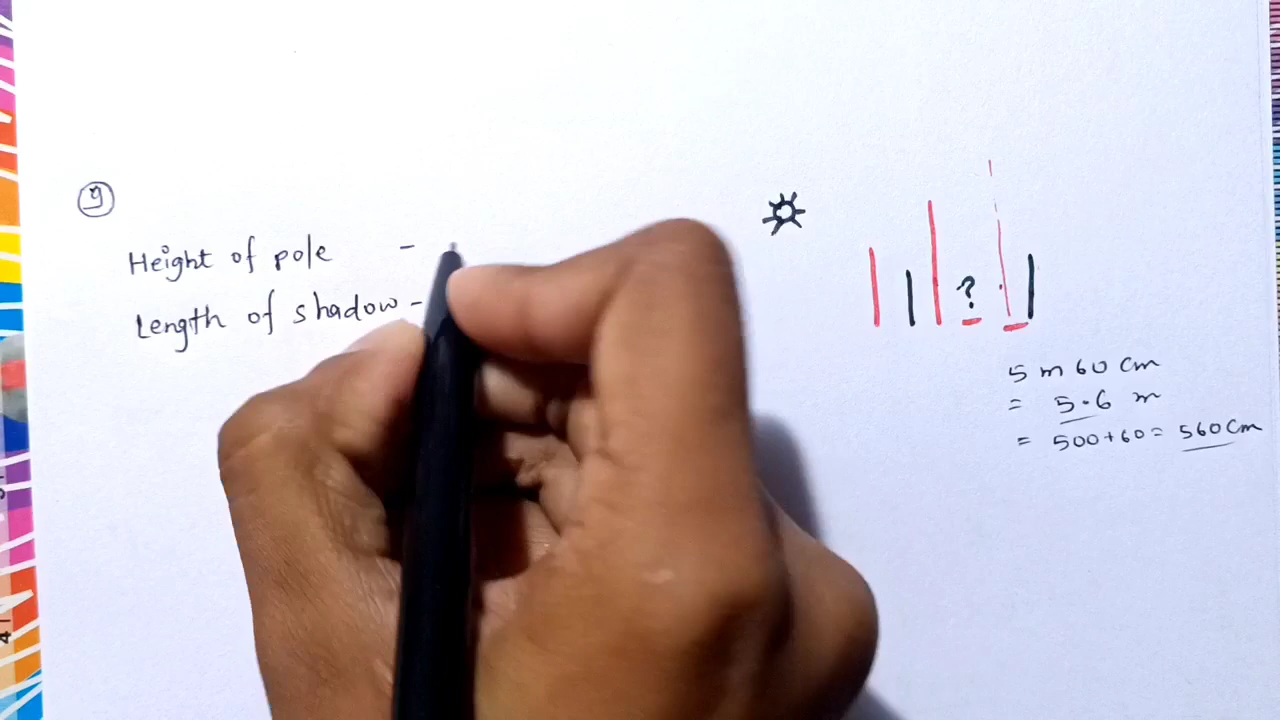 9
Height of pole -
Length of shadow -
?
5 m 60 cm
= 5.6 m
= 500+60 = 560 cm